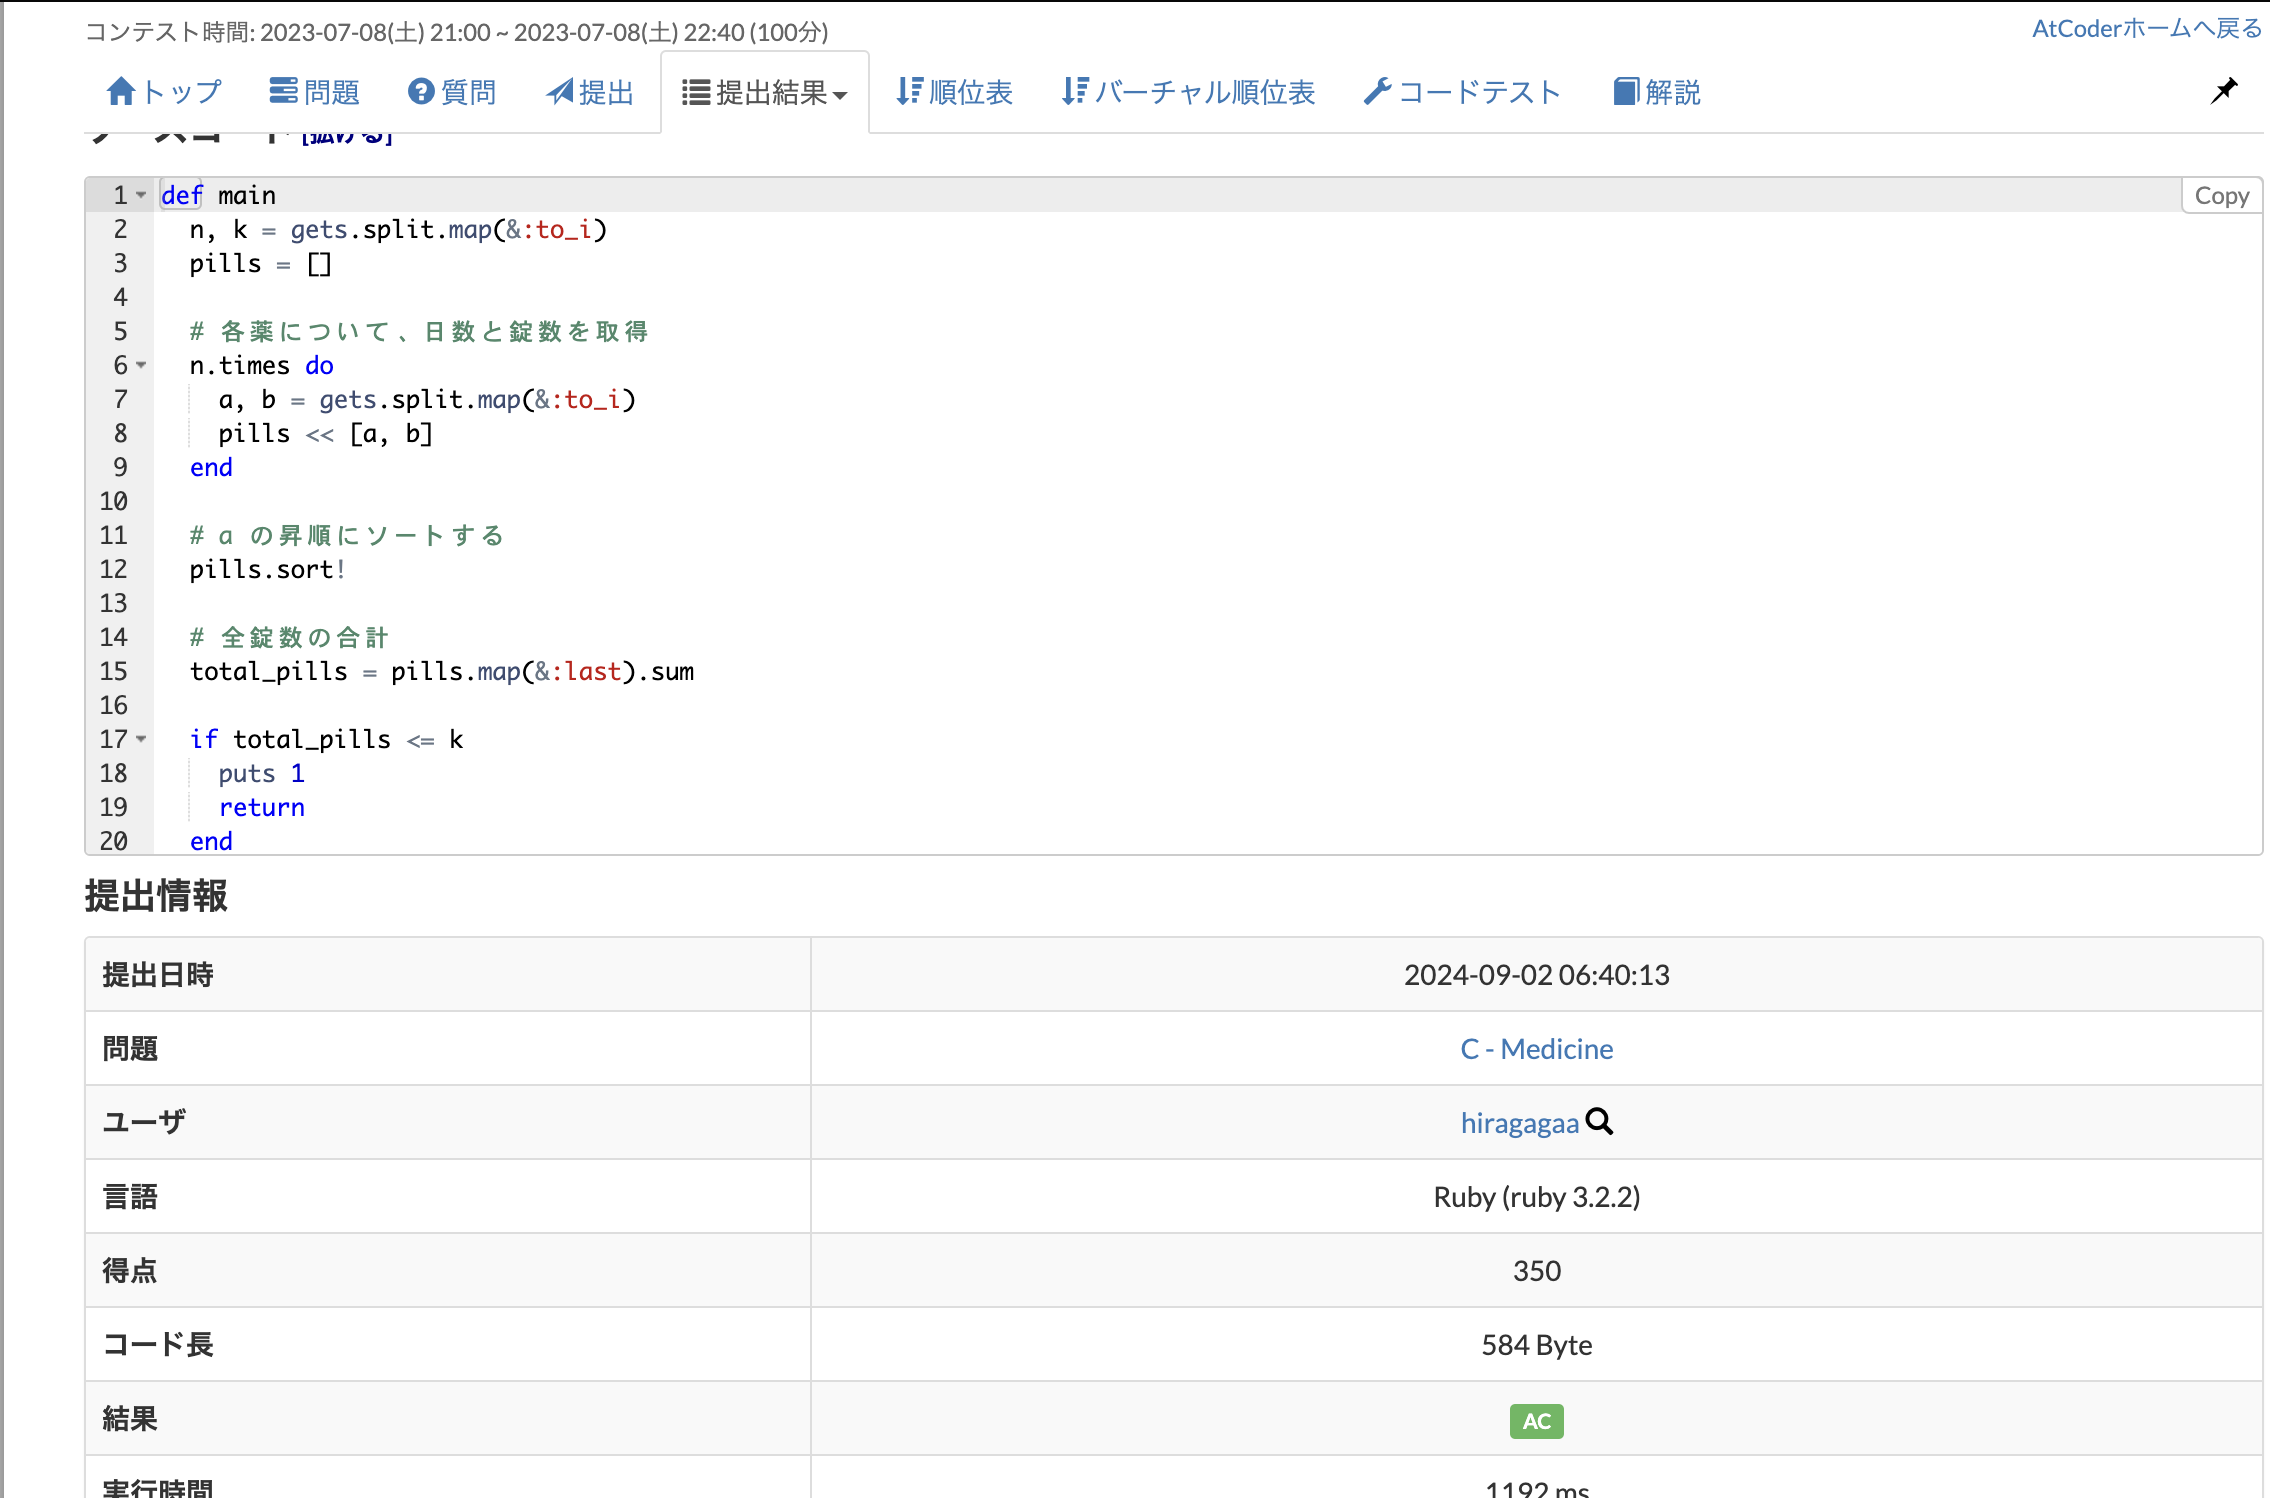 コンテスト時間: 2023-07-08(土) 21:00 ~ 2023-07-08(土) 22:40 (100分)
AtCoderホームへ戻る
トップ 問題 質問 提出 提出結果 順位表 バーチャル順位表 コードテスト 解説
ソースコード [拡げる]
Copy
1 def main
2 n, k = gets.split.map(&:to_i)
3 pills = []
4
5 # 各薬について、日数と錠数を取得
6 n.times do
7 a, b = gets.split.map(&:to_i)
8 pills << [a, b]
9 end
10
11 # a の昇順にソートする
12 pills.sort!
13
14 # 全錠数の合計
15 total_pills = pills.map(&:last).sum
16
17 if total_pills <= k
18 puts 1
19 return
20 end
提出情報
提出日時 2024-09-02 06:40:13
問題 C - Medicine
ユーザ hiragagaa
言語 Ruby (ruby 3.2.2)
得点 350
コード長 584 Byte
結果 AC
実行時間 1192 ms